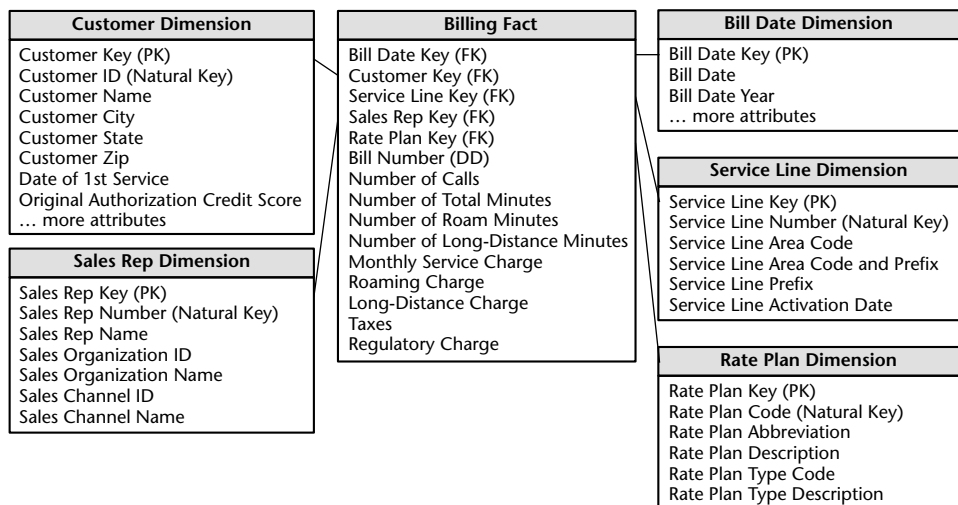 Customer Dimension
Customer Key (PK)
Customer ID (Natural Key)
Customer Name
Customer City
Customer State
Customer Zip
Date of 1st Service
Original Authorization Credit Score
… more attributes
Sales Rep Dimension
Sales Rep Key (PK)
Sales Rep Number (Natural Key)
Sales Rep Name
Sales Organization ID
Sales Organization Name
Sales Channel ID
Sales Channel Name
Billing Fact
Bill Date Key (FK)
Customer Key (FK)
Service Line Key (FK)
Sales Rep Key (FK)
Rate Plan Key (FK)
Bill Number (DD)
Number of Calls
Number of Total Minutes
Number of Roam Minutes
Number of Long-Distance Minutes
Monthly Service Charge
Roaming Charge
Long-Distance Charge
Taxes
Regulatory Charge
Bill Date Dimension
Bill Date Key (PK)
Bill Date
Bill Date Year
… more attributes
Service Line Dimension
Service Line Key (PK)
Service Line Number (Natural Key)
Service Line Area Code
Service Line Area Code and Prefix
Service Line Prefix
Service Line Activation Date
Rate Plan Dimension
Rate Plan Key (PK)
Rate Plan Code (Natural Key)
Rate Plan Abbreviation
Rate Plan Description
Rate Plan Type Code
Rate Plan Type Description